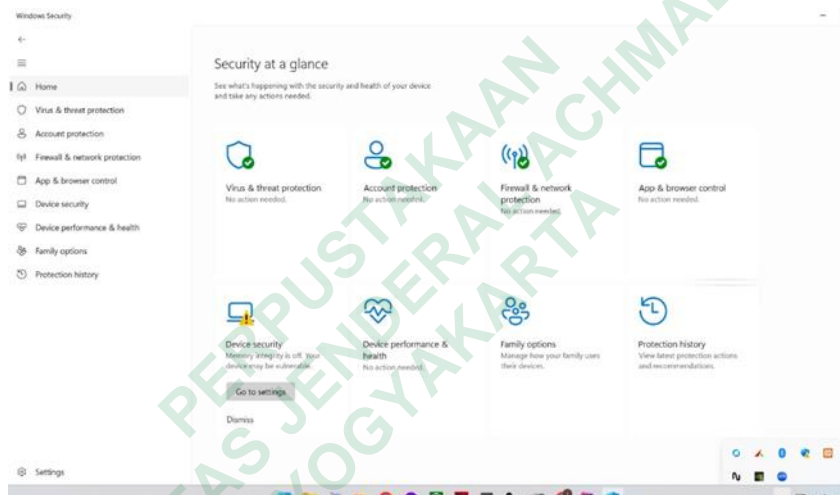 Windows Security
Home
Virus & threat protection
Account protection
Firewall & network protection
App & browser control
Device security
Device performance & health
Family options
Protection history
Settings
Security at a glance
See what's happening with the security and health of your device
and take any actions needed.
Virus & threat protection
No action needed.
Account protection
No action needed.
Firewall & network
protection
No action needed.
App & browser control
No action needed.
Device security
Memory integrity is off. Your
device may be vulnerable.
Go to settings
Dismiss
Device performance &
health
No action needed.
Family options
Manage how your family uses
their devices.
Protection history
View latest protection actions
and recommendations.
PERPUSTAKAAN
TAS JENDERAL ACHMA
YOGYAKARTA